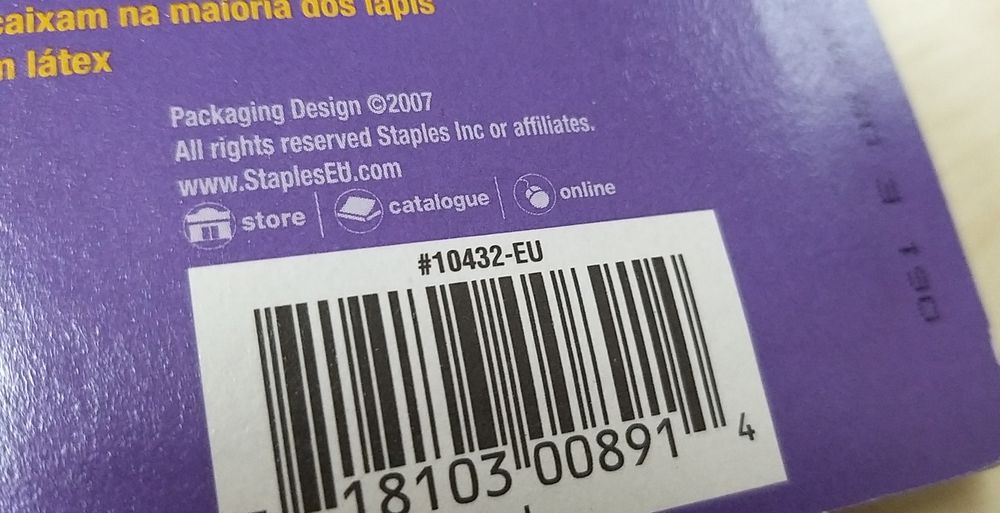 caixam na maioria dos lápis
m látex
Packaging Design ©2007
All rights reserved Staples Inc or affiliates.
www.StaplesEU.com
store | catalogue | online
#10432-EU
18103 00891 4